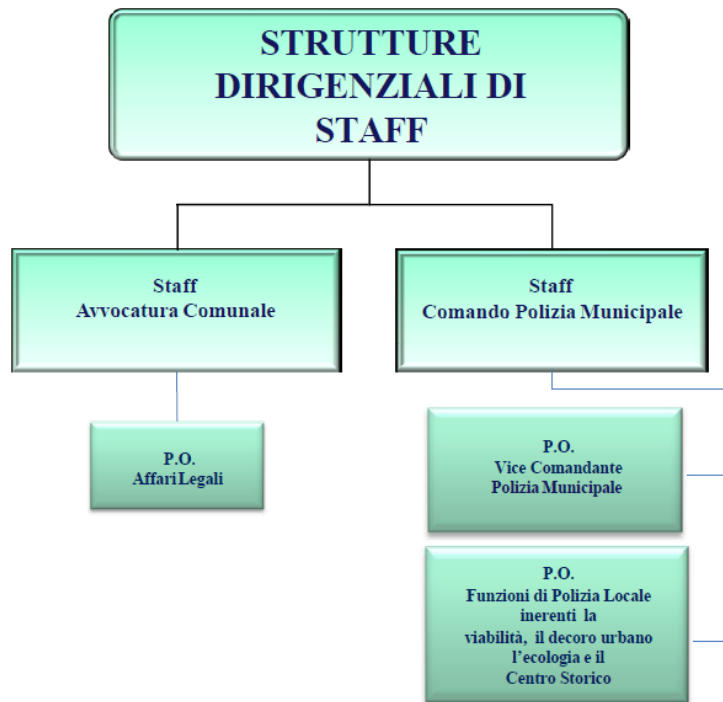 STRUTTURE
DIRIGENZIALI DI
STAFF
Staff
Avvocatura Comunale
Staff
Comando Polizia Municipale
P.O.
Affari Legali
P.O.
Vice Comandante
Polizia Municipale
P.O.
Funzioni di Polizia Locale
inerenti la
viabilità, il decoro urbano
l’ecologia e il
Centro Storico